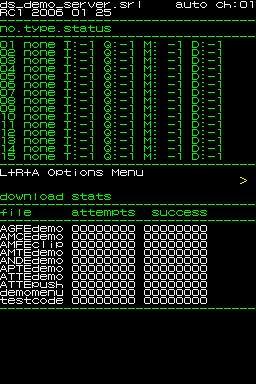 ds_demo_server.srl auto ch:01
RC1 2006 01 25
no.type.status
01 none T:-1 Q:-1 M: -1 D:-1
02 none T:-1 Q:-1 M: -1 D:-1
03 none T:-1 Q:-1 M: -1 D:-1
04 none T:-1 Q:-1 M: -1 D:-1
05 none T:-1 Q:-1 M: -1 D:-1
06 none T:-1 Q:-1 M: -1 D:-1
07 none T:-1 Q:-1 M: -1 D:-1
08 none T:-1 Q:-1 M: -1 D:-1
09 none T:-1 Q:-1 M: -1 D:-1
10 none T:-1 Q:-1 M: -1 D:-1
11 none T:-1 Q:-1 M: -1 D:-1
12 none T:-1 Q:-1 M: -1 D:-1
13 none T:-1 Q:-1 M: -1 D:-1
14 none T:-1 Q:-1 M: -1 D:-1
15 none T:-1 Q:-1 M: -1 D:-1
L+R+A Options Menu
>
download stats
file attempts success
AGFEdemo 00000000 00000000
AMCEdemo 00000000 00000000
AMFEclip 00000000 00000000
AMTEdemo 00000000 00000000
ANDEdemo 00000000 00000000
APTEdemo 00000000 00000000
ATTEdemo 00000000 00000000
ATTEpush 00000000 00000000
demomenu 00000000 00000000
testcode 00000000 00000000